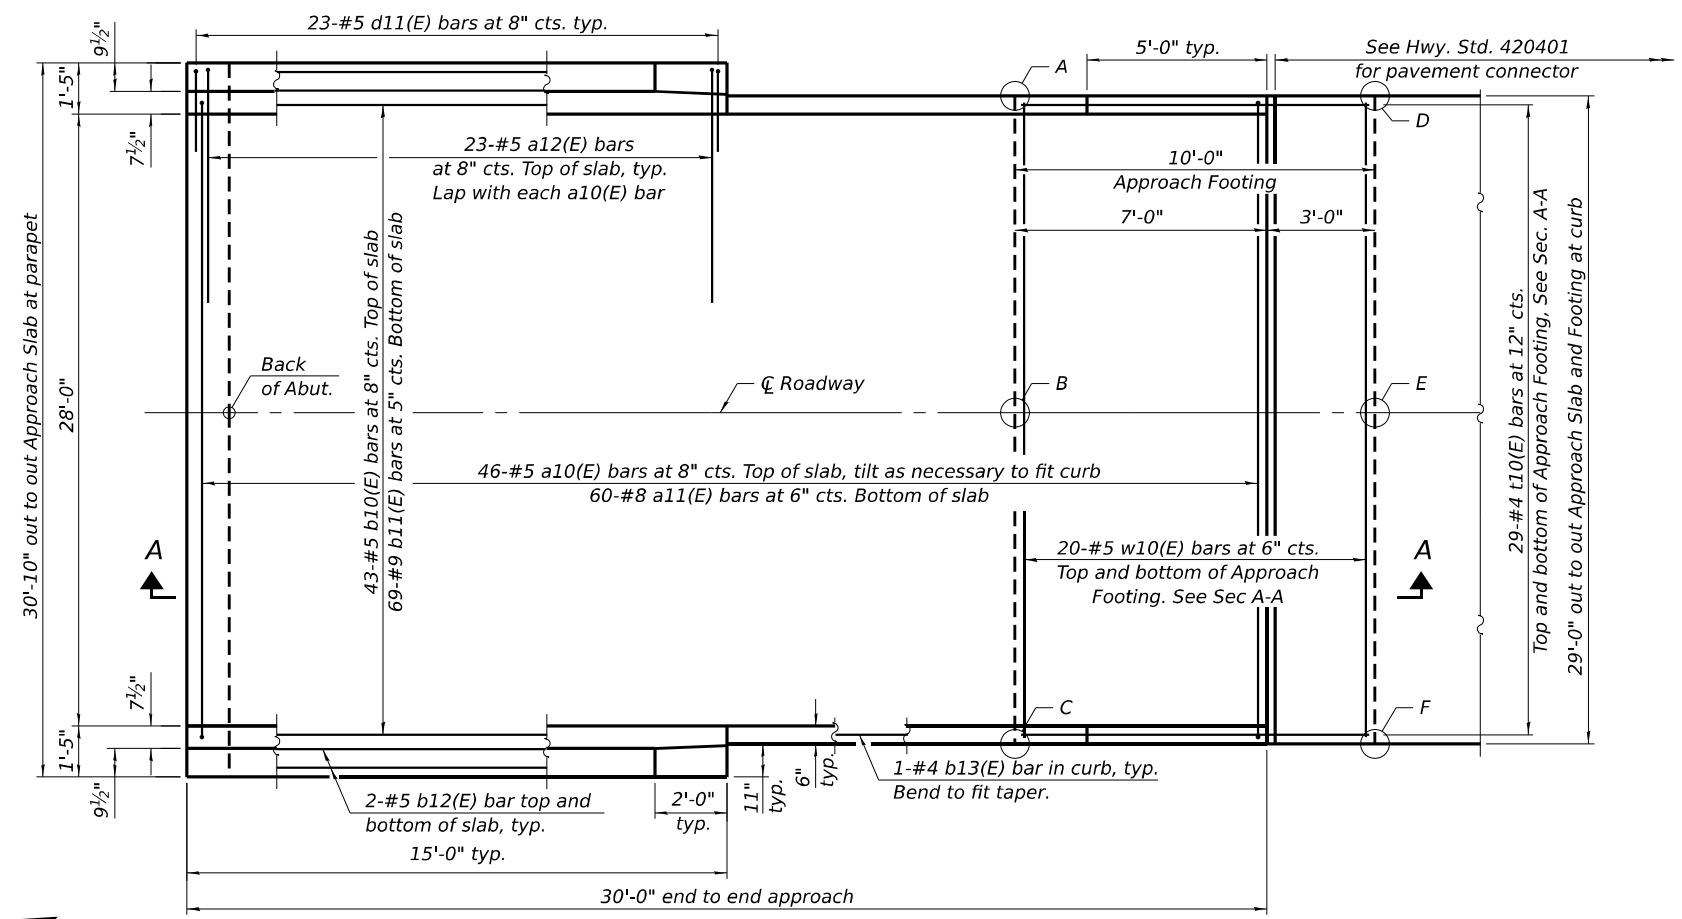 23-#5 d11(E) bars at 8" cts. typ.
9½"
1'-5"
7½"
30'-10" out to out Approach Slab at parapet
28'-0"
7½"
1'-5"
9½"
23-#5 a12(E) bars
at 8" cts. Top of slab, typ.
Lap with each a10(E) bar
43-#5 b10(E) bars at 8" cts. Top of slab
69-#9 b11(E) bars at 5" cts. Bottom of slab
Back
of Abut.
℄ Roadway
46-#5 a10(E) bars at 8" cts. Top of slab, tilt as necessary to fit curb
60-#8 a11(E) bars at 6" cts. Bottom of slab
A
A
5'-0" typ.
See Hwy. Std. 420401
for pavement connector
A
D
10'-0"
Approach Footing
7'-0"
3'-0"
B
E
20-#5 w10(E) bars at 6" cts.
Top and bottom of Approach
Footing. See Sec A-A
C
F
29-#4 t10(E) bars at 12" cts.
Top and bottom of Approach Footing, See Sec. A-A
29'-0" out to out Approach Slab and Footing at curb
2-#5 b12(E) bar top and
bottom of slab, typ.
2'-0"
typ.
11"
typ.
6"
typ.
1-#4 b13(E) bar in curb, typ.
Bend to fit taper.
15'-0" typ.
30'-0" end to end approach